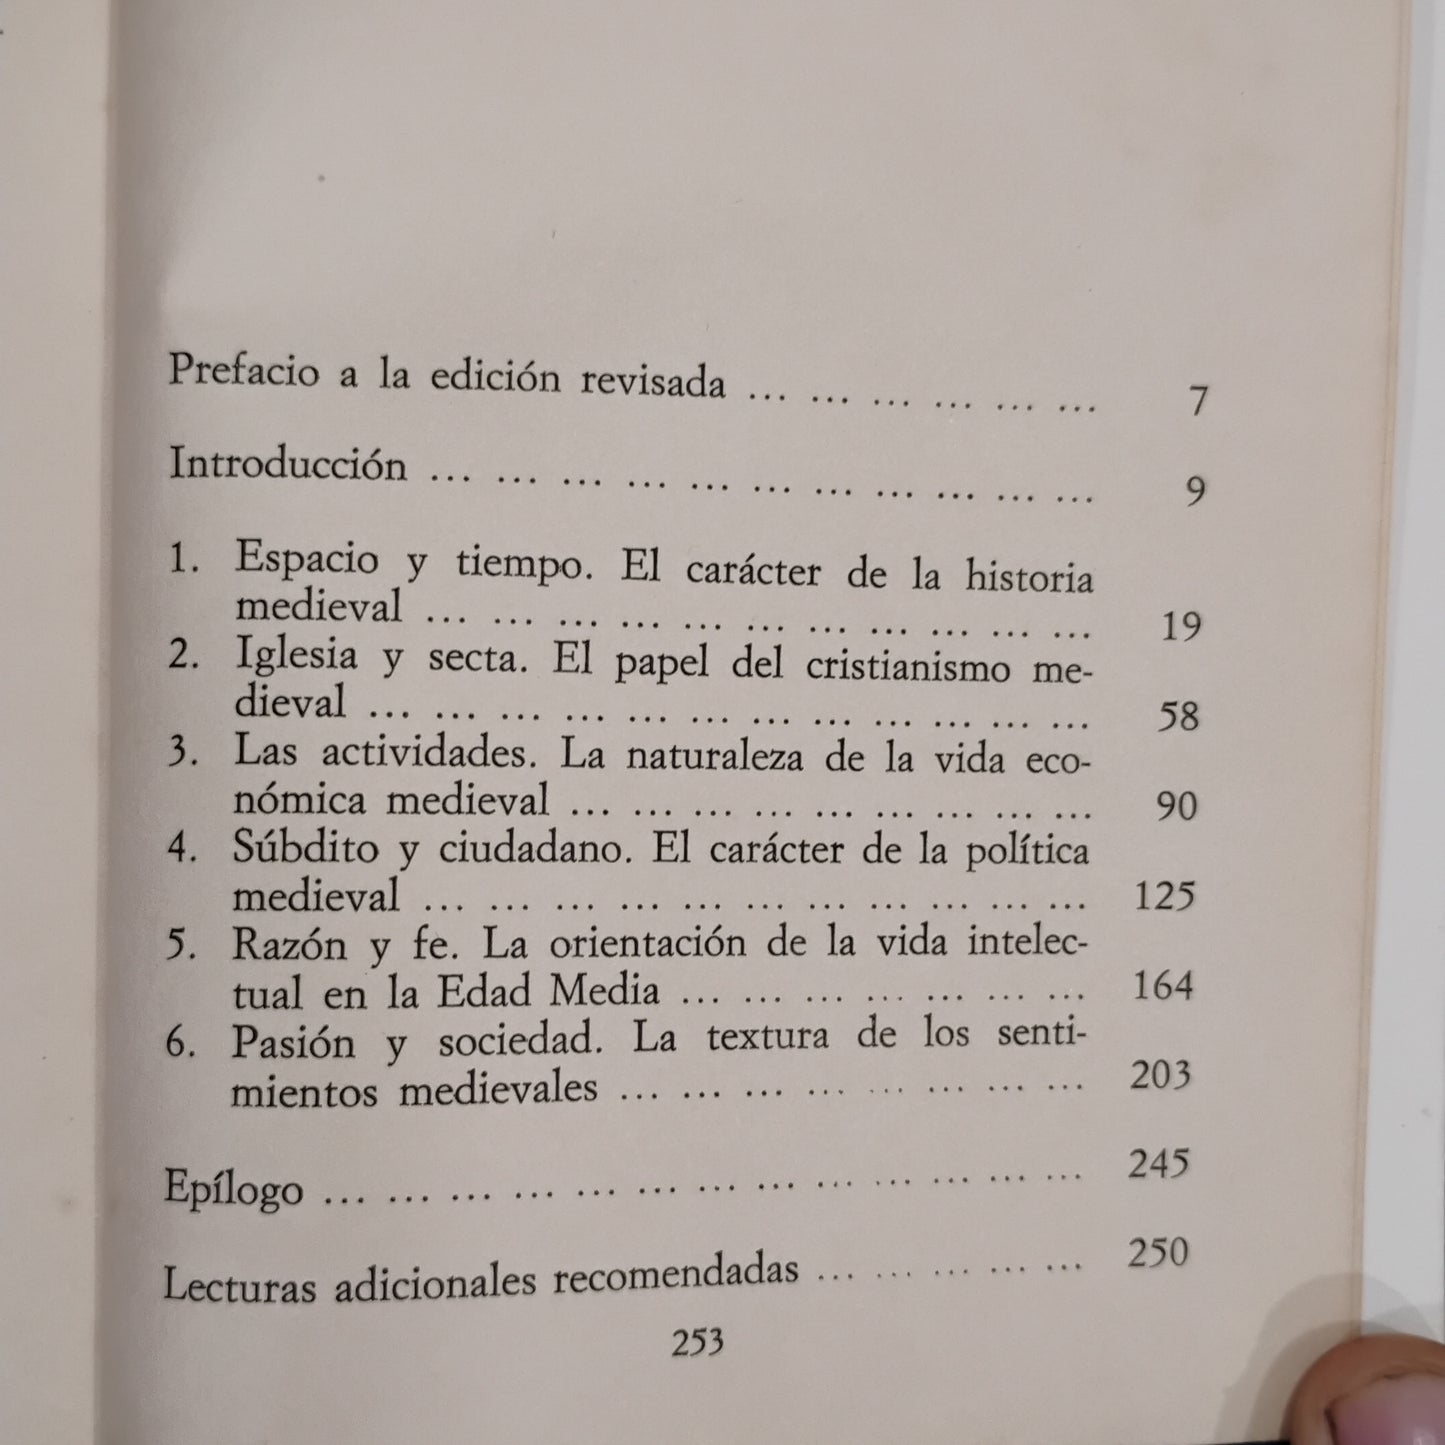 Prefacio a la edición revisada ... ... ... ... ... ... 7
Introducción ... ... ... ... ... ... ... ... ... ... ... 9
1. Espacio y tiempo. El carácter de la historia
medieval ... ... ... ... ... ... ... ... ... ... ... 19
2. Iglesia y secta. El papel del cristianismo me-
dieval ... ... ... ... ... ... ... ... ... ... ... ... 58
3. Las actividades. La naturaleza de la vida eco-
nómica medieval ... ... ... ... ... ... ... ... ... 90
4. Súbdito y ciudadano. El carácter de la política
medieval ... ... ... ... ... ... ... ... ... ... ... 125
5. Razón y fe. La orientación de la vida intelec-
tual en la Edad Media ... ... ... ... ... ... ... 164
6. Pasión y sociedad. La textura de los senti-
mientos medievales ... ... ... ... ... ... ... ... 203
Epílogo ... ... ... ... ... ... ... ... ... ... ... ... ... 245
Lecturas adicionales recomendadas ... ... ... ... ... 250
253